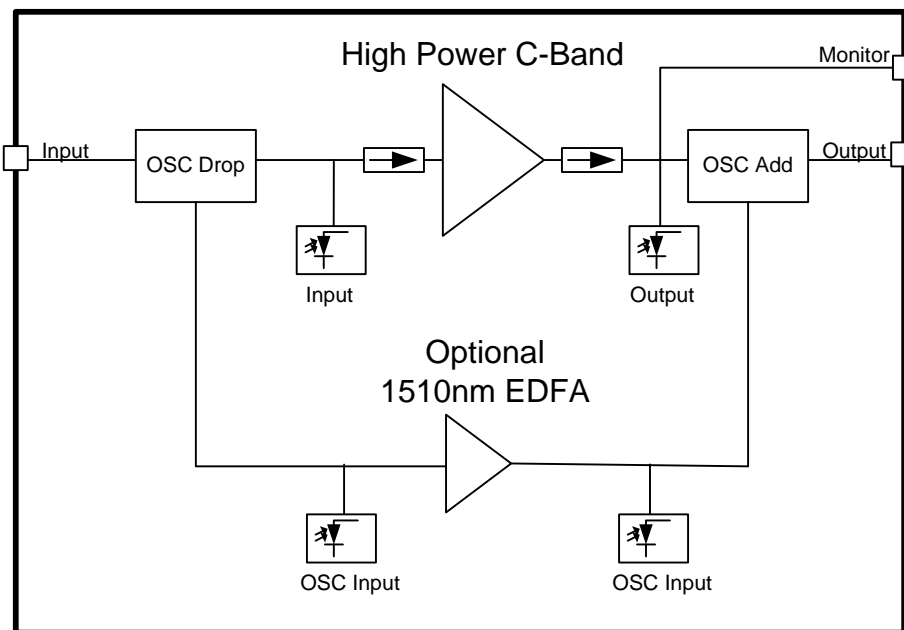 High Power C-Band
Monitor
Input
OSC Drop
OSC Add
Output
Input
Output
Optional
1510nm EDFA
OSC Input
OSC Input